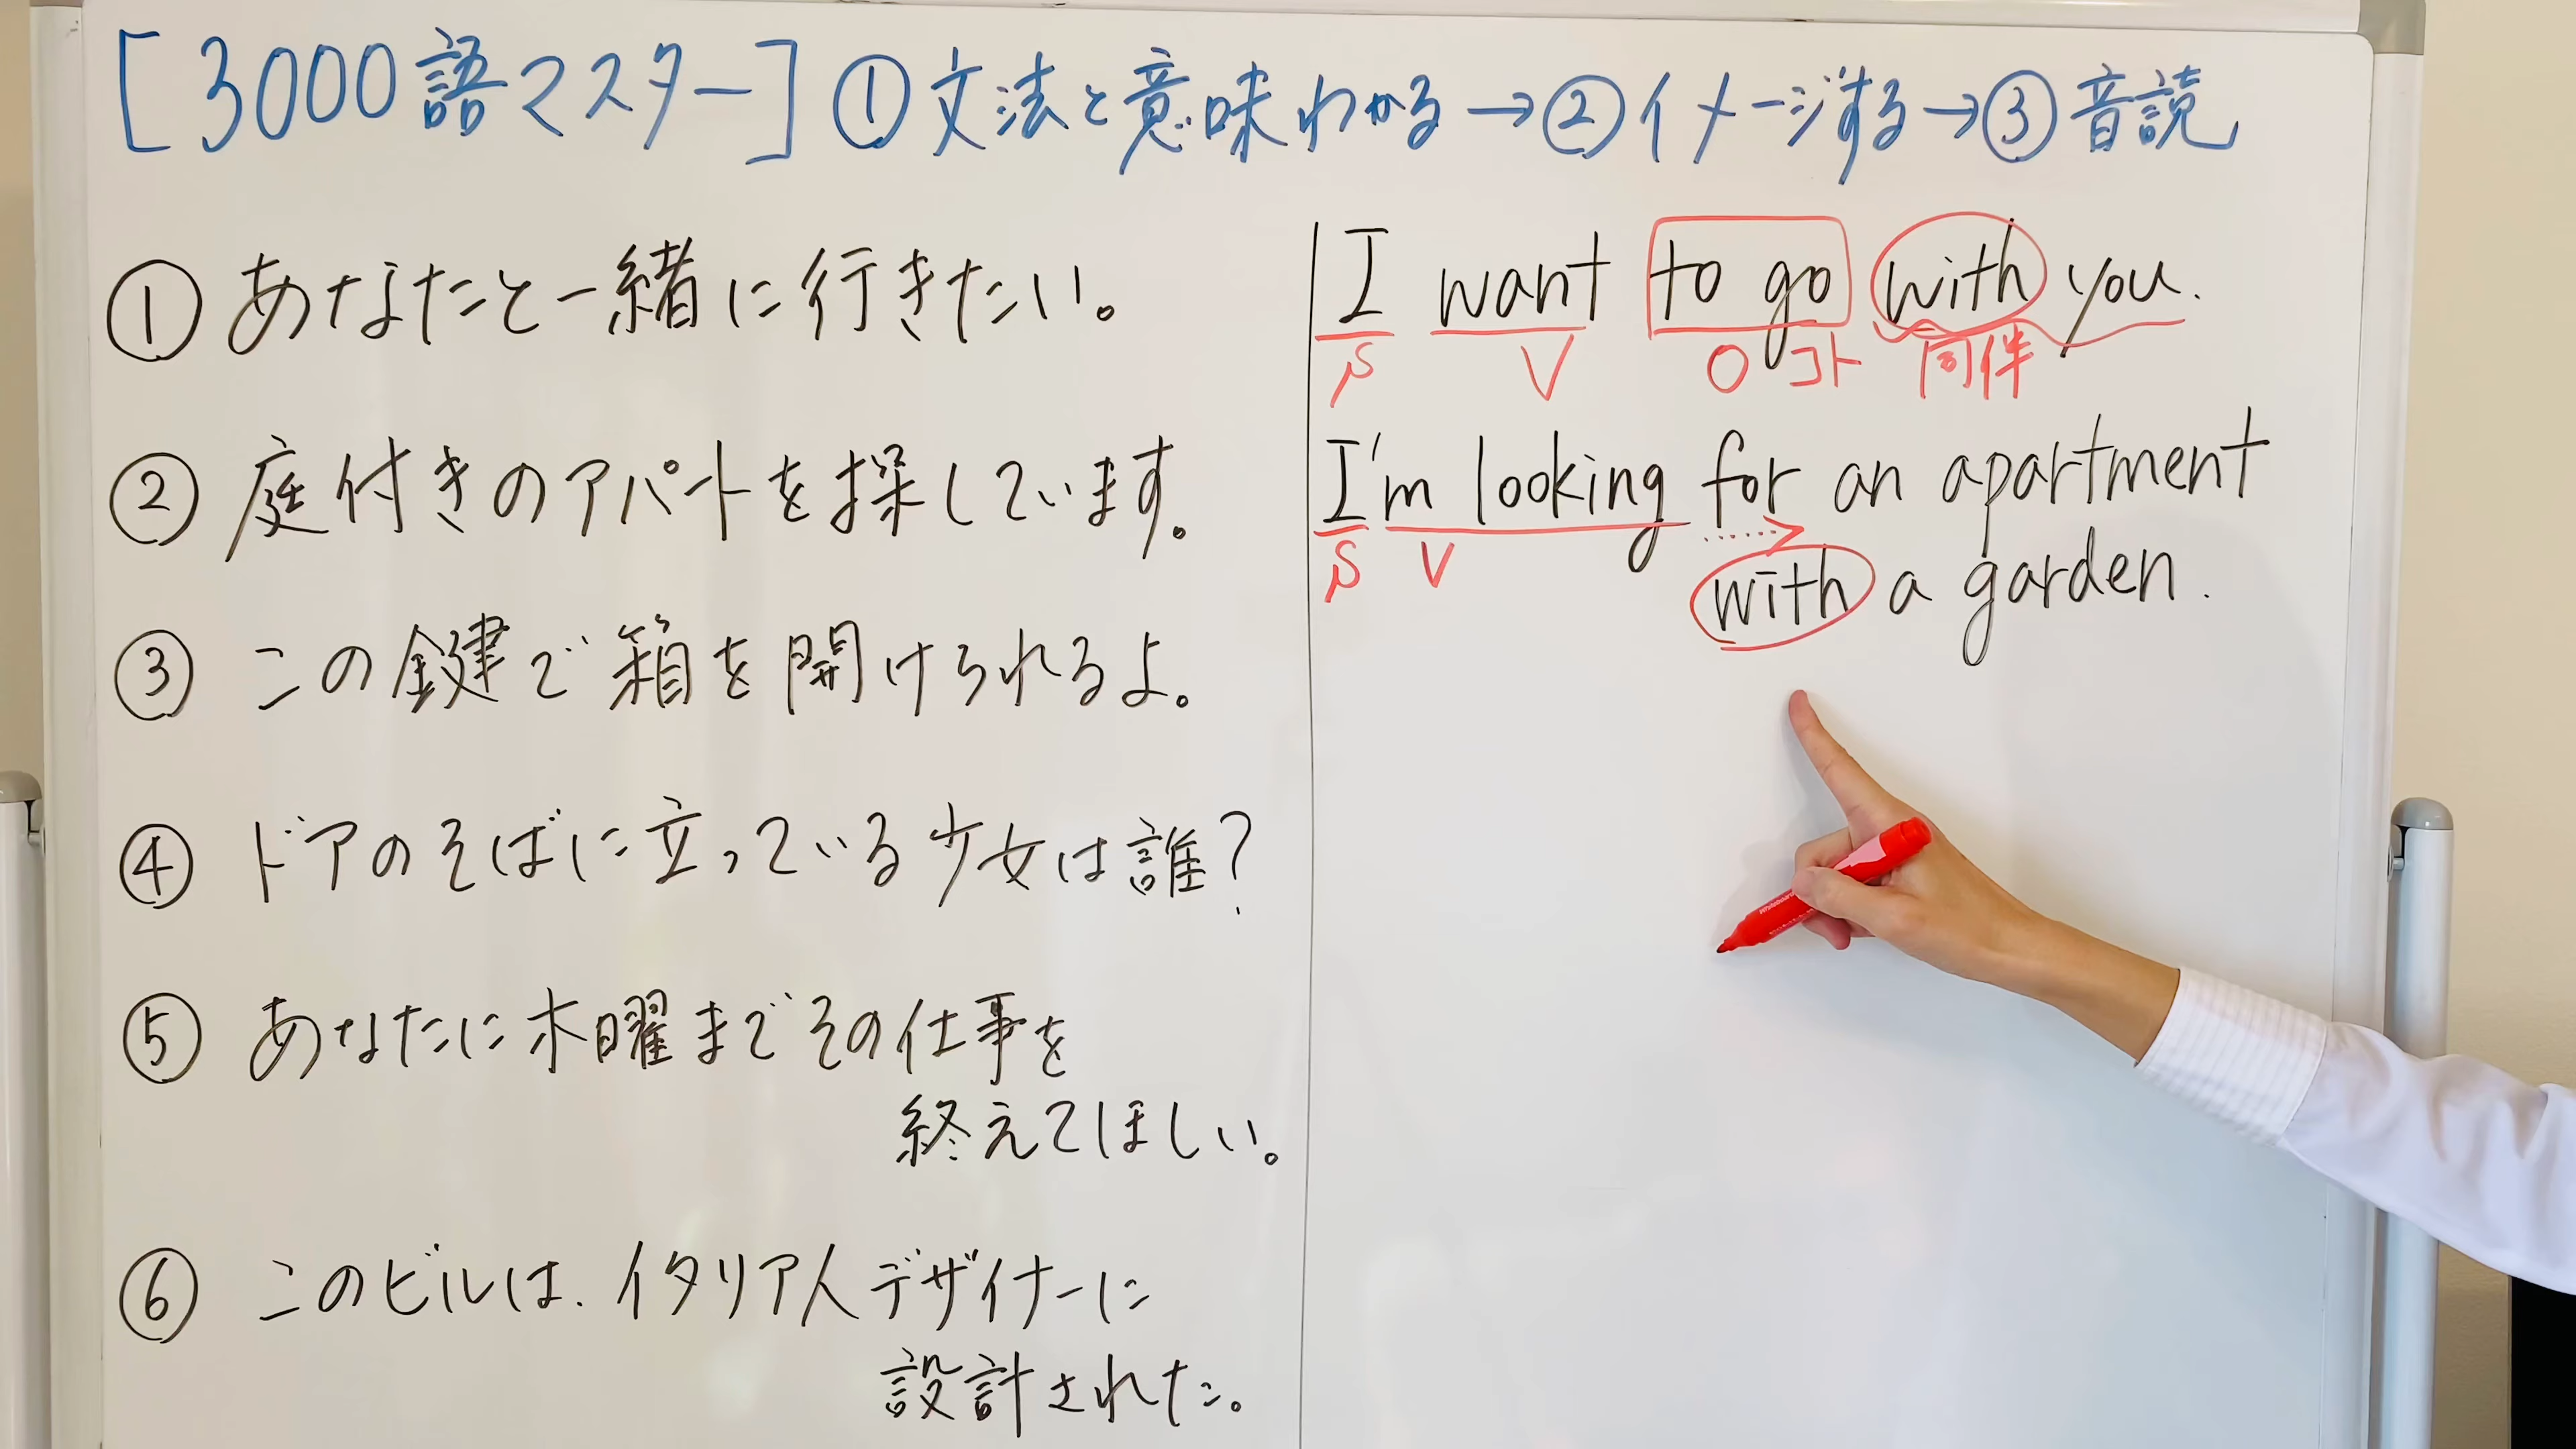 [3000語マスター] ①文法と意味わかる→②イメージする→③音読
① あなたと一緒に行きたい。
② 庭付きのアパートを探しています。
③ この鍵で箱を開けられるよ。
④ ドアのそばに立っている少女は誰?
⑤ あなたに木曜までその仕事を
終えてほしい。
⑥ このビルは、イタリア人デザイナーに
設計された。
I want to go with you.
S V O コト 同伴
I'm looking for an apartment
S V
with a garden.